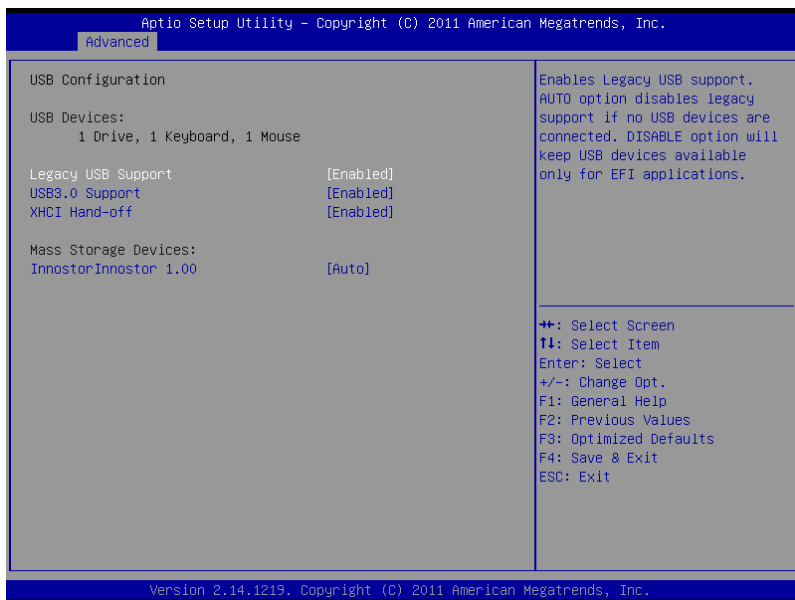 Aptio Setup Utility – Copyright (C) 2011 American Megatrends, Inc.
Advanced
USB Configuration
USB Devices:
1 Drive, 1 Keyboard, 1 Mouse
Legacy USB Support [Enabled]
USB3.0 Support [Enabled]
XHCI Hand-off [Enabled]
Mass Storage Devices:
InnostorInnostor 1.00 [Auto]
Enables Legacy USB support.
AUTO option disables legacy
support if no USB devices are
connected. DISABLE option will
keep USB devices available
only for EFI applications.
→←: Select Screen
↑↓: Select Item
Enter: Select
+/-: Change Opt.
F1: General Help
F2: Previous Values
F3: Optimized Defaults
F4: Save & Exit
ESC: Exit
Version 2.14.1219. Copyright (C) 2011 American Megatrends, Inc.